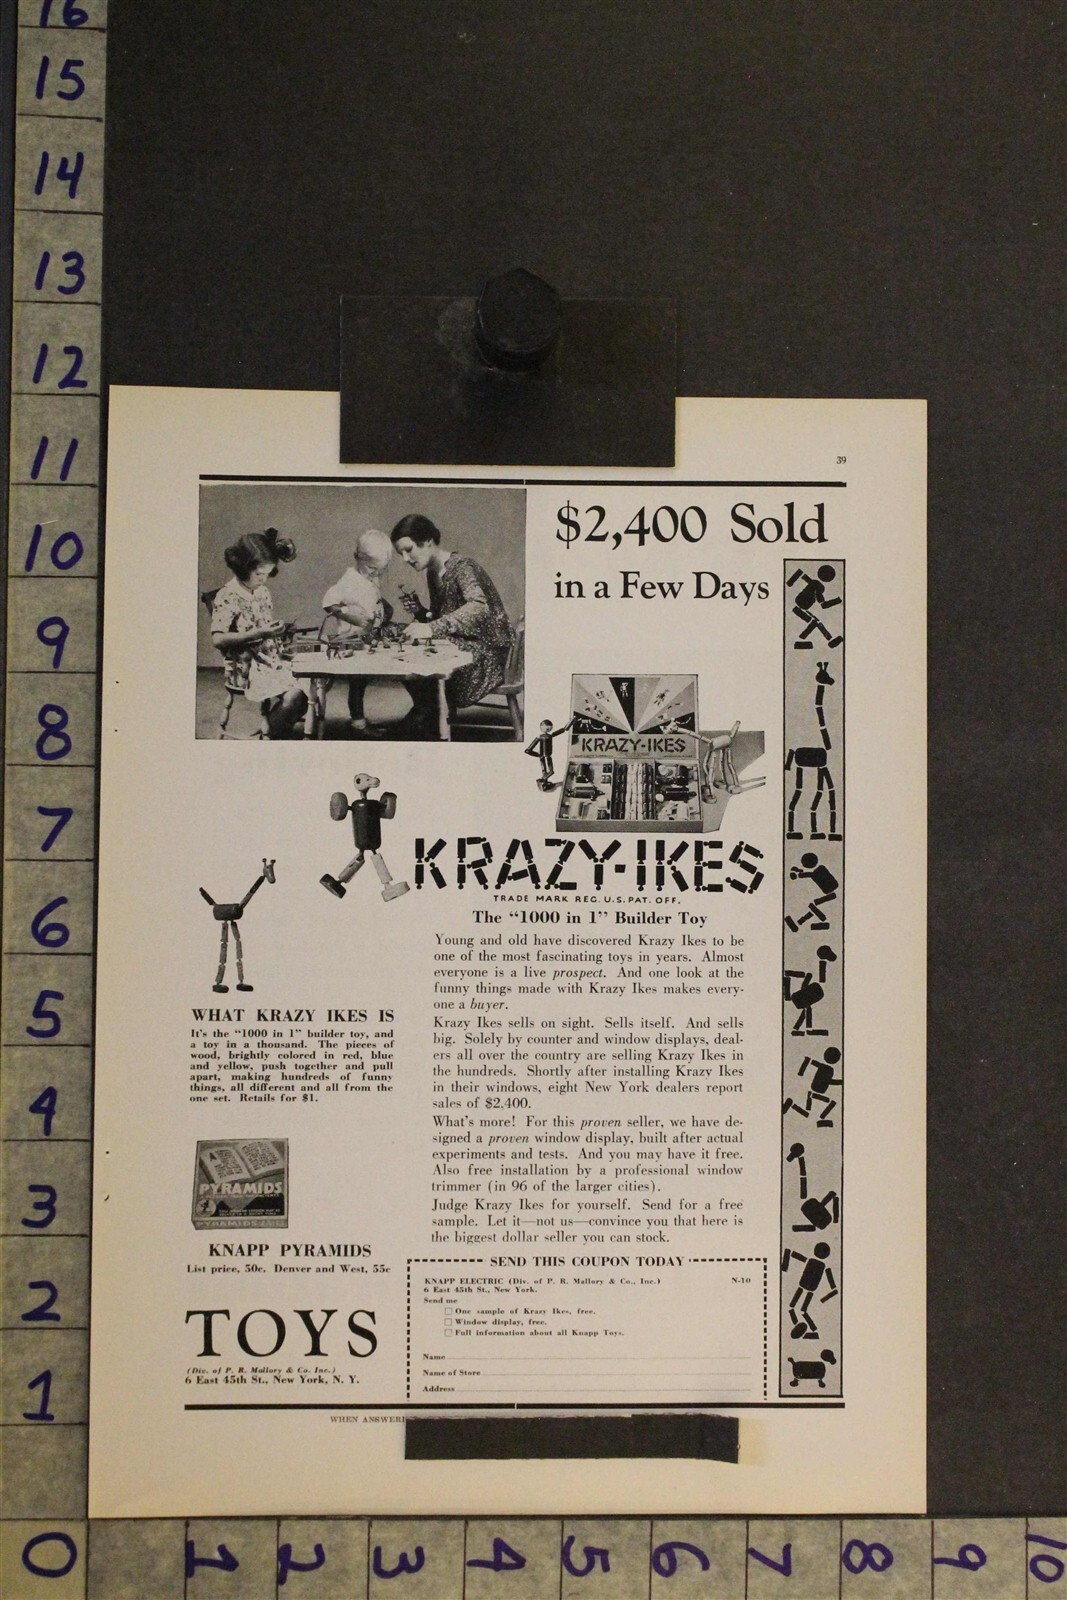 16
15
14
13
12
11
10
9
8
7
6
5
4
3
2
1
0
1
2
3
4
5
6
7
8
9
10
39
$2,400 Sold
in a Few Days
KRAZY-IKES
KRAZY-IKES
TRADE MARK REG. U.S. PAT. OFF.
The "1000 in 1" Builder Toy
Young and old have discovered Krazy Ikes to be
one of the most fascinating toys in years. Almost
everyone is a live prospect. And one look at the
funny things made with Krazy Ikes makes every-
one a buyer.
Krazy Ikes sells on sight. Sells itself. And sells
big. Solely by counter and window displays, deal-
ers all over the country are selling Krazy Ikes in
the hundreds. Shortly after installing Krazy Ikes
in their windows, eight New York dealers report
sales of $2,400.
What's more! For this proven seller, we have de-
signed a proven window display, built after actual
experiments and tests. And you may have it free.
Also free installation by a professional window
trimmer (in 96 of the larger cities).
Judge Krazy Ikes for yourself. Send for a free
sample. Let it—not us—convince you that here is
the biggest dollar seller you can stock.
WHAT KRAZY IKES IS
It's the "1000 in 1" builder toy, and
a toy in a thousand. The pieces of
wood, brightly colored in red, blue
and yellow, push together and pull
apart, making hundreds of funny
things, all different and all from the
one set. Retails for $1.
PYRAMIDS
PYRAMIDS
KNAPP PYRAMIDS
List price, 50c. Denver and West, 55c
TOYS
(Div. of P. R. Mallory & Co. Inc.)
6 East 45th St., New York, N. Y.
SEND THIS COUPON TODAY
KNAPP ELECTRIC (Div. of P. R. Mallory & Co., Inc.) N-10
6 East 45th St., New York.
Send me
One sample of Krazy Ikes, free.
Window display, free.
Full information about all Knapp Toys.
Name
Name of Store
Address
WHEN ANSWERI